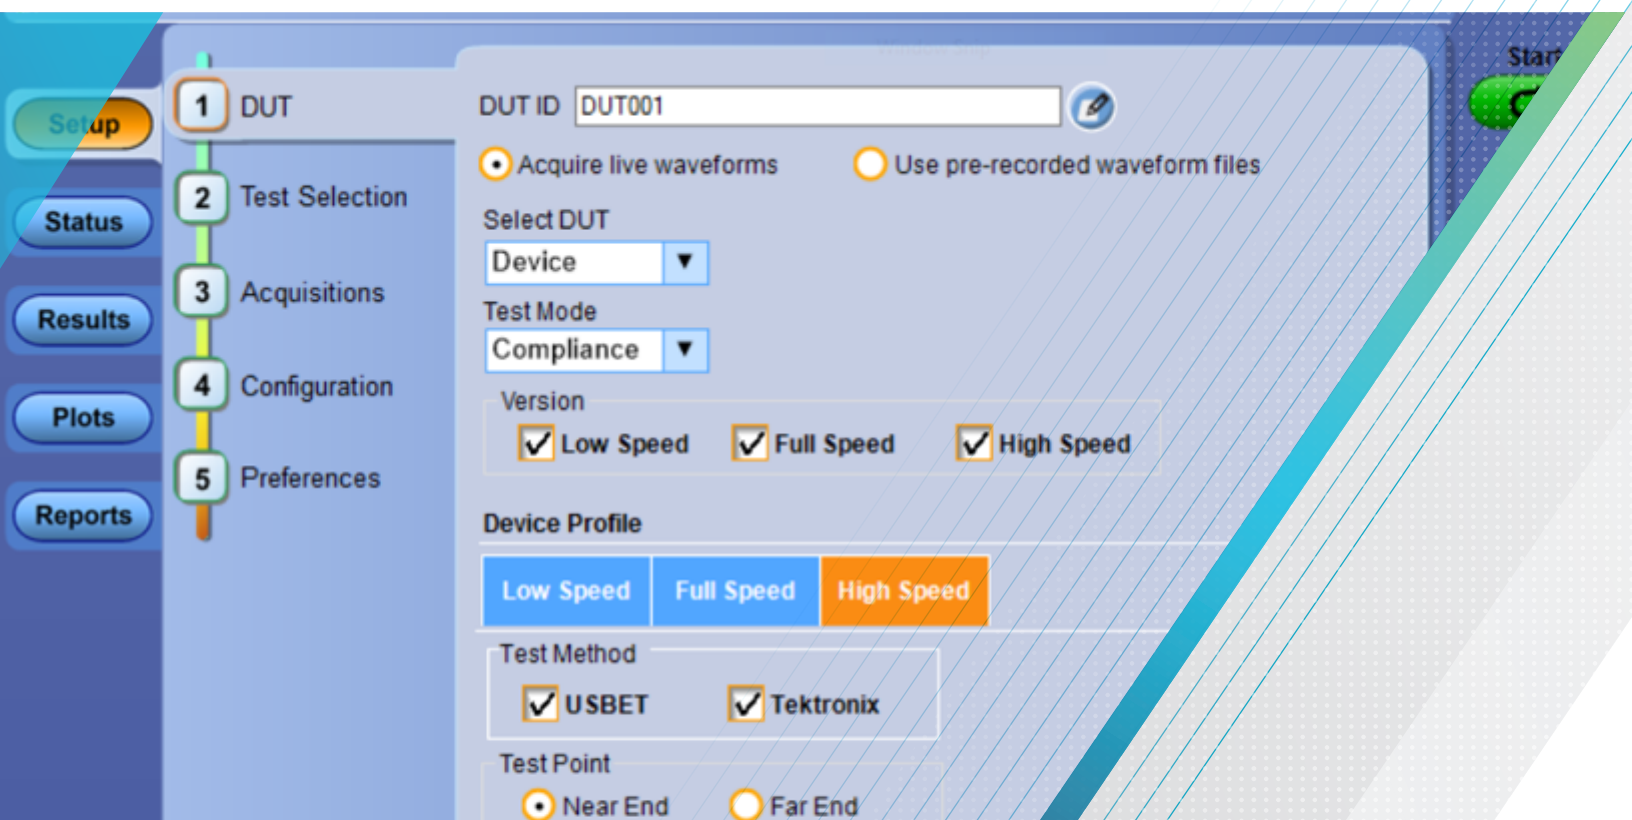 Setup
Status
Results
Plots
Reports
1 DUT
2 Test Selection
3 Acquisitions
4 Configuration
5 Preferences
DUT ID DUT001
Acquire live waveforms Use pre-recorded waveform files
Select DUT
Device
Test Mode
Compliance
Version
Low Speed Full Speed High Speed
Device Profile
Low Speed Full Speed High Speed
Test Method
USBET Tektronix
Test Point
Near End Far End
Start